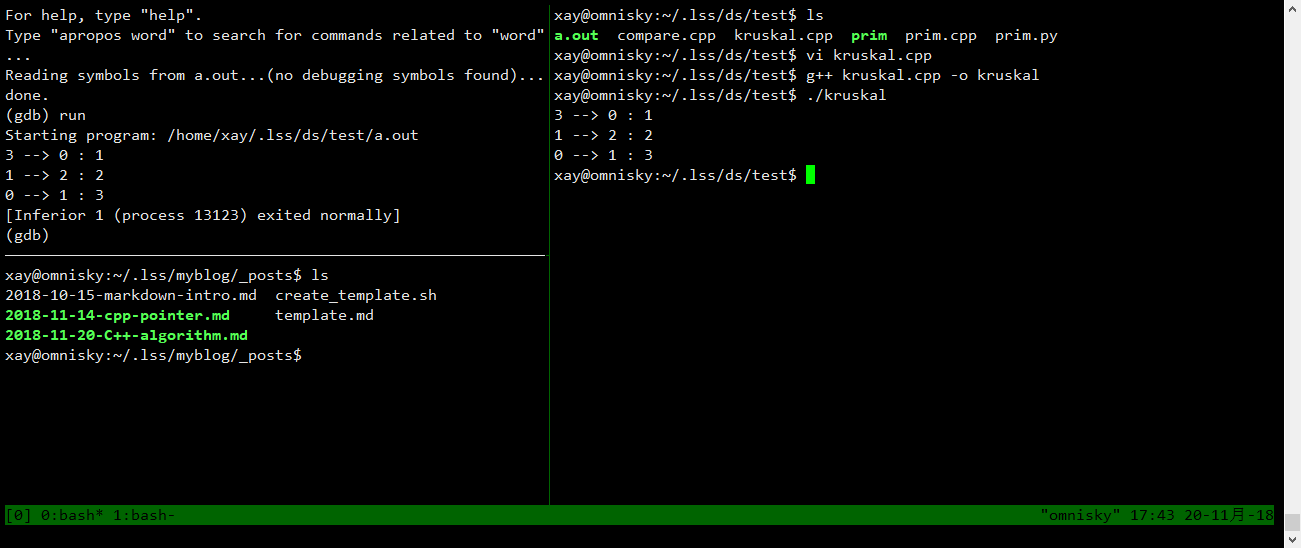 For help, type "help".
Type "apropos word" to search for commands related to "word"
...
Reading symbols from a.out...(no debugging symbols found)...
done.
(gdb) run
Starting program: /home/xay/.lss/ds/test/a.out
3 --> 0 : 1
1 --> 2 : 2
0 --> 1 : 3
[Inferior 1 (process 13123) exited normally]
(gdb)
xay@omnisky:~/.lss/myblog/_posts$ ls
2018-10-15-markdown-intro.md  create_template.sh
2018-11-14-cpp-pointer.md     template.md
2018-11-20-C++-algorithm.md
xay@omnisky:~/.lss/myblog/_posts$
xay@omnisky:~/.lss/ds/test$ ls
a.out  compare.cpp  kruskal.cpp  prim  prim.cpp  prim.py
xay@omnisky:~/.lss/ds/test$ vi kruskal.cpp
xay@omnisky:~/.lss/ds/test$ g++ kruskal.cpp -o kruskal
xay@omnisky:~/.lss/ds/test$ ./kruskal
3 --> 0 : 1
1 --> 2 : 2
0 --> 1 : 3
xay@omnisky:~/.lss/ds/test$
[0] 0:bash* 1:bash- "omnisky" 17:43 20-11月-18